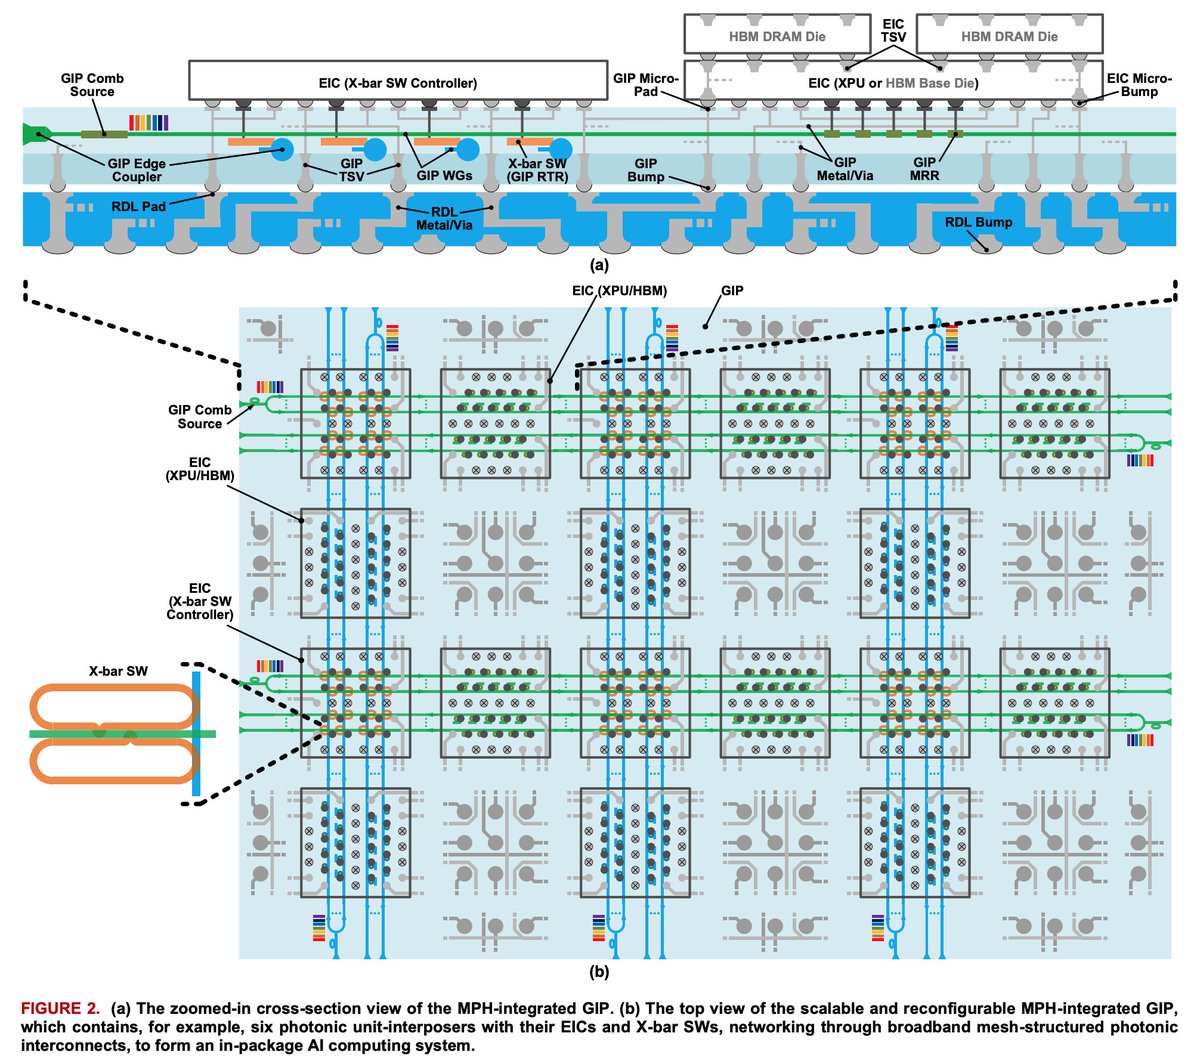 HBM DRAM Die
EIC
TSV
HBM DRAM Die
GIP Comb
Source
EIC (X-bar SW Controller)
GIP Micro-
Pad
EIC (XPU or HBM Base Die)
EIC Micro-
Bump
GIP Edge
Coupler
GIP
TSV
GIP WGs
X-bar SW
(GIP RTR)
GIP
Bump
GIP
Metal/Via
GIP
MRR
RDL Pad
RDL
Metal/Via
RDL Bump
(a)
EIC (XPU/HBM)
GIP
GIP Comb
Source
EIC
(XPU/HBM)
EIC
(X-bar SW
Controller)
X-bar SW
(b)
FIGURE 2. (a) The zoomed-in cross-section view of the MPH-integrated GIP. (b) The top view of the scalable and reconfigurable MPH-integrated GIP,
which contains, for example, six photonic unit-interposers with their EICs and X-bar SWs, networking through broadband mesh-structured photonic
interconnects, to form an in-package AI computing system.